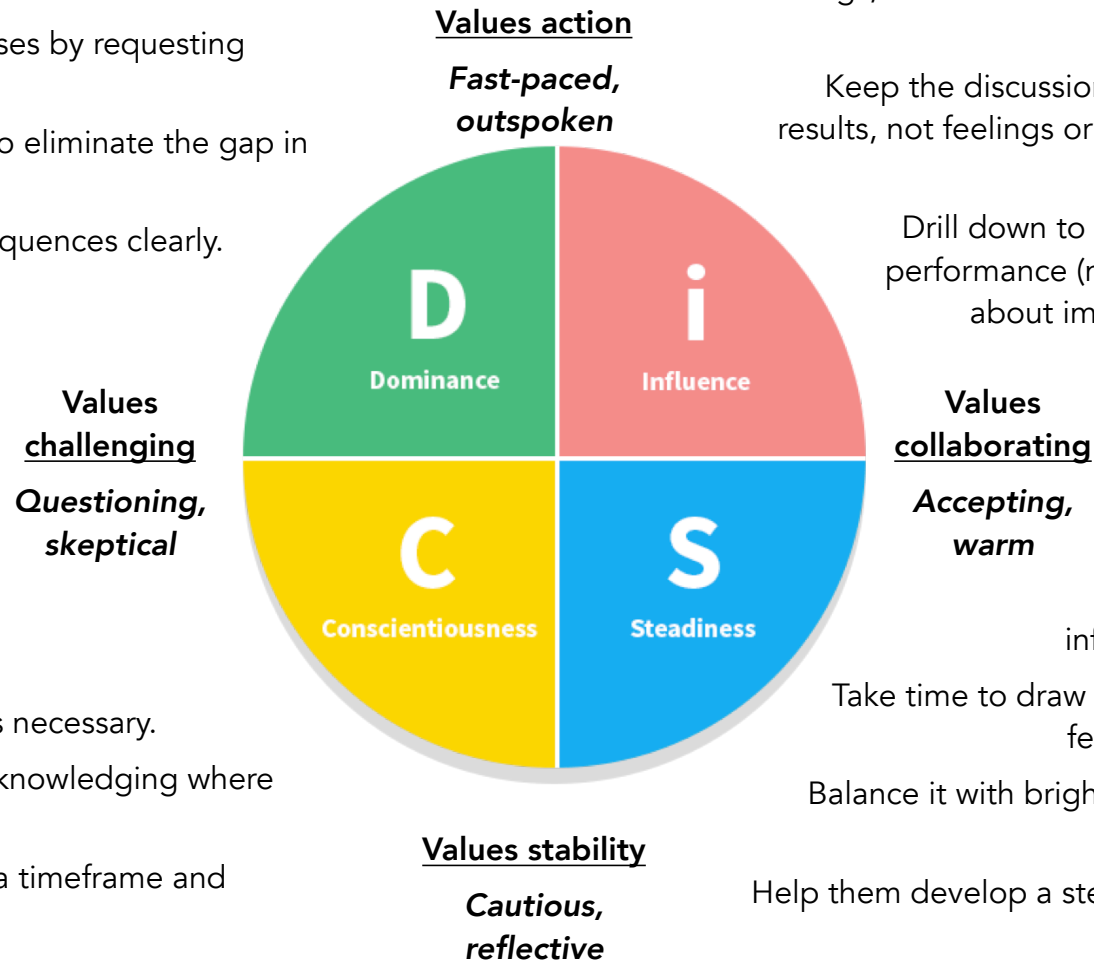 Values action
Fast-paced,
outspoken
ses by requesting
o eliminate the gap in
quences clearly.
Keep the discussion
results, not feelings or
Drill down to
performance (
about im
D
Dominance
i
Influence
Values
challenging
Questioning,
skeptical
Values
collaborating
Accepting,
warm
C
Conscientiousness
S
Steadiness
s necessary.
knowledging where
a timeframe and
inf
Take time to draw
fe
Balance it with brigh
Help them develop a ste
Values stability
Cautious,
reflective